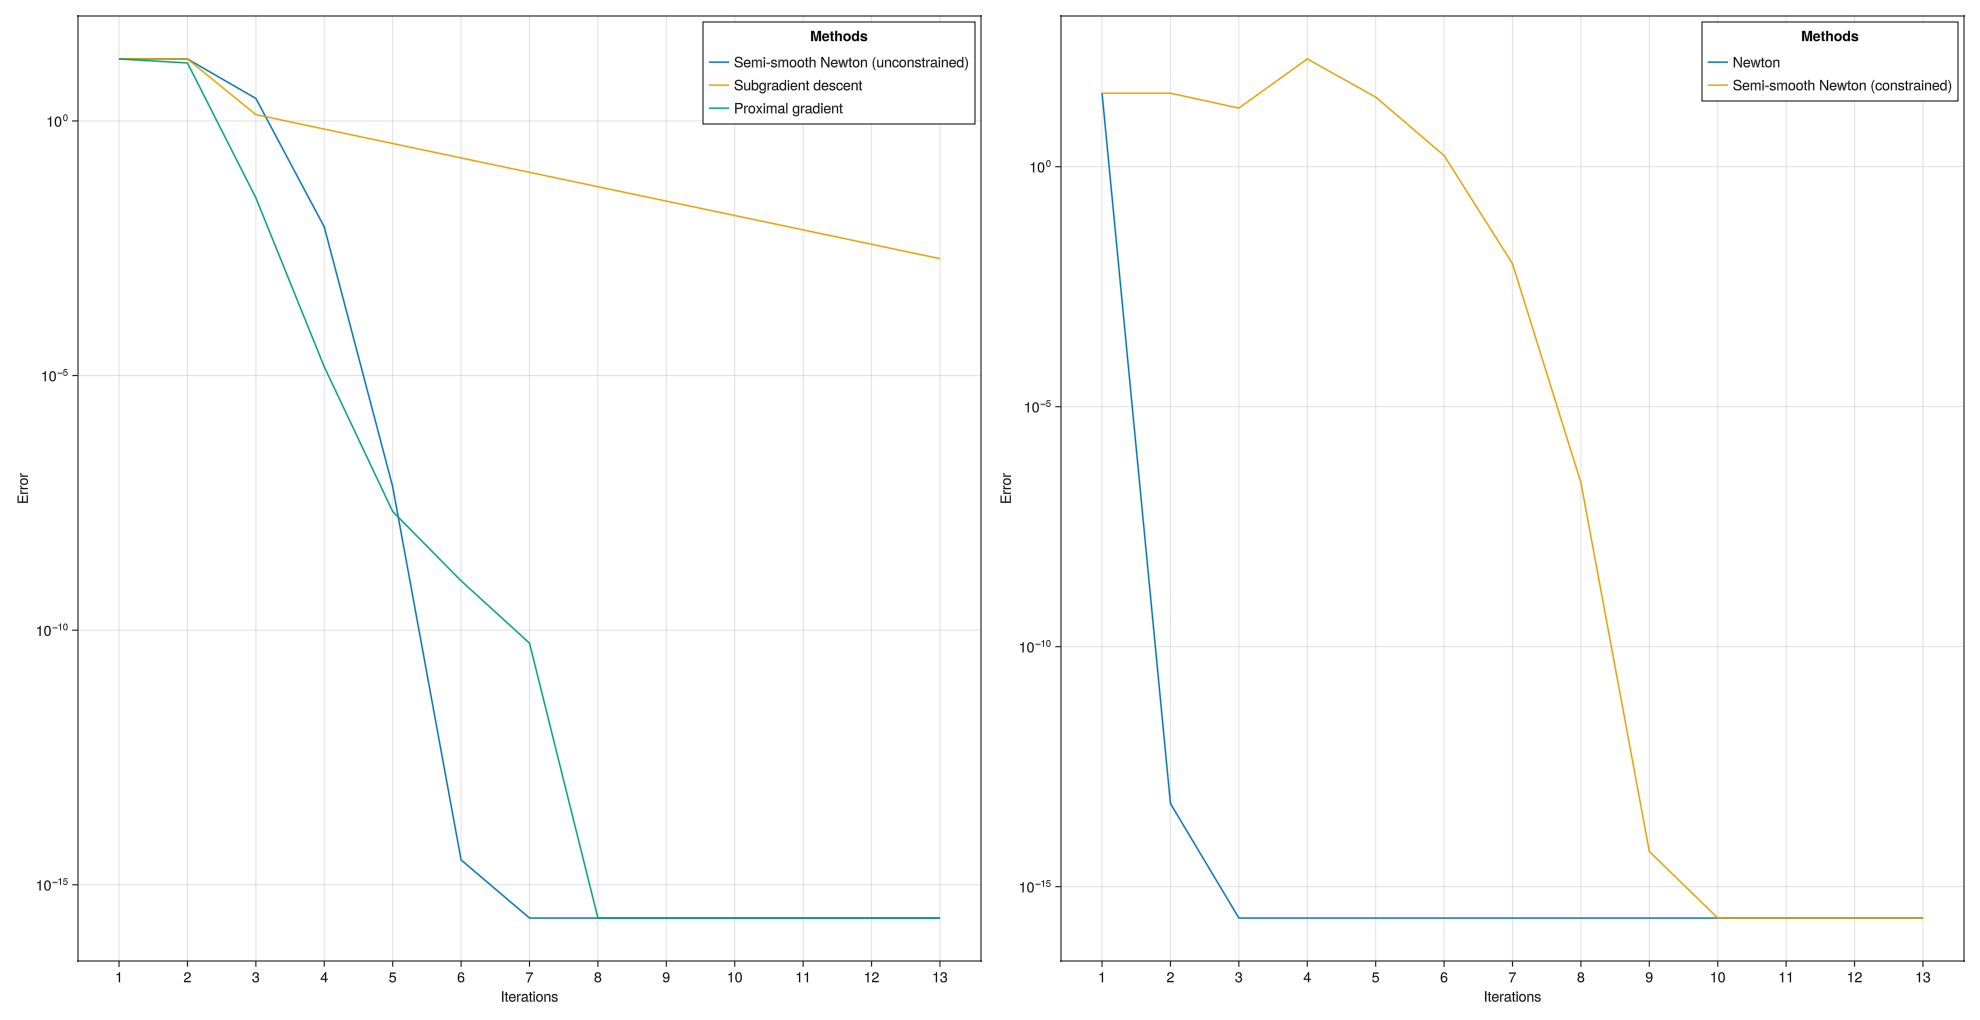 Methods
Semi-smooth Newton (unconstrained)
Subgradient descent
Proximal gradient
10⁰
10⁻⁵
10⁻¹⁰
10⁻¹⁵
Error
1 2 3 4 5 6 7 8 9 10 11 12 13
Iterations
Methods
Newton
Semi-smooth Newton (constrained)
10⁰
10⁻⁵
10⁻¹⁰
10⁻¹⁵
Error
1 2 3 4 5 6 7 8 9 10 11 12 13
Iterations